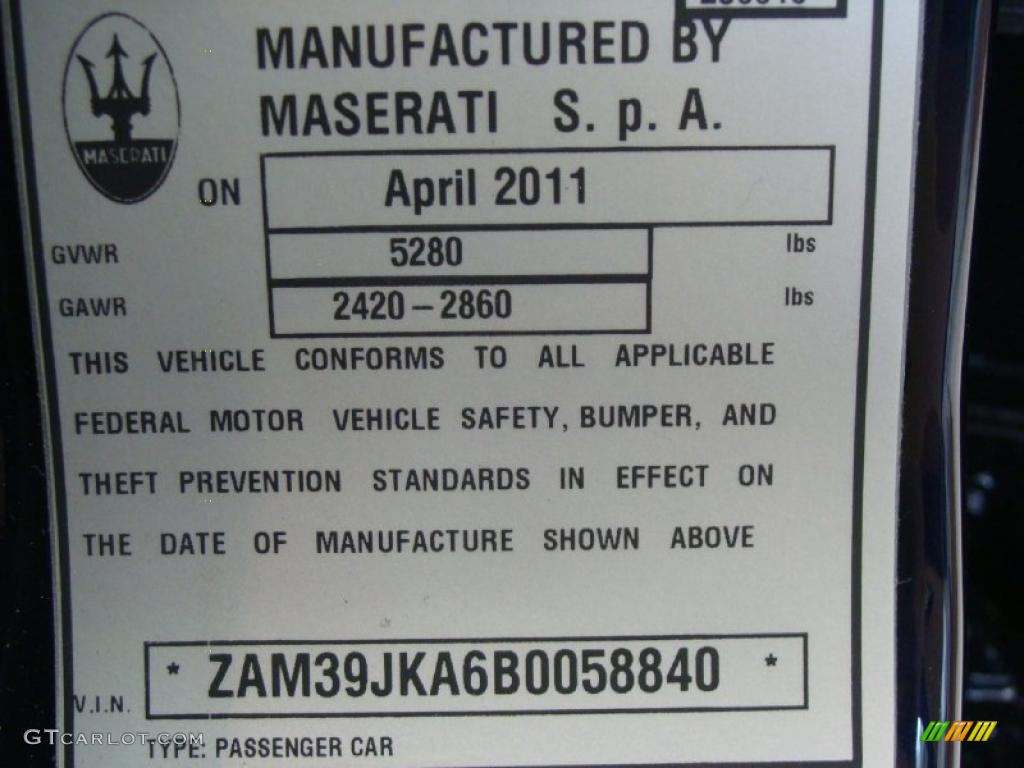 MANUFACTURED BY
MASERATI S. p. A.
MASERATI
ON April 2011
GVWR 5280 lbs
GAWR 2420-2860 lbs
THIS VEHICLE CONFORMS TO ALL APPLICABLE
FEDERAL MOTOR VEHICLE SAFETY, BUMPER, AND
THEFT PREVENTION STANDARDS IN EFFECT ON
THE DATE OF MANUFACTURE SHOWN ABOVE
V.I.N. * ZAM39JKA6B0058840 *
TYPE: PASSENGER CAR
GTCARLOT.COM